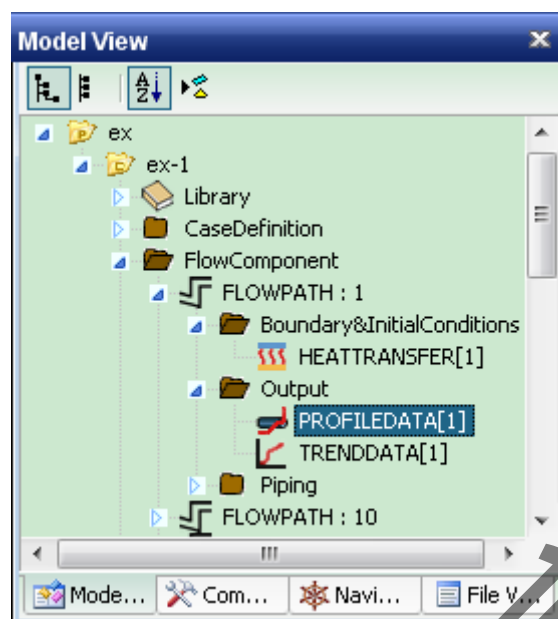 Model View
ex
ex-1
Library
CaseDefinition
FlowComponent
FLOWPATH : 1
Boundary&InitialConditions
HEATTRANSFER[1]
Output
PROFILEDATA[1]
TRENDDATA[1]
Piping
FLOWPATH : 10
Mode... Com... Navi... File V...